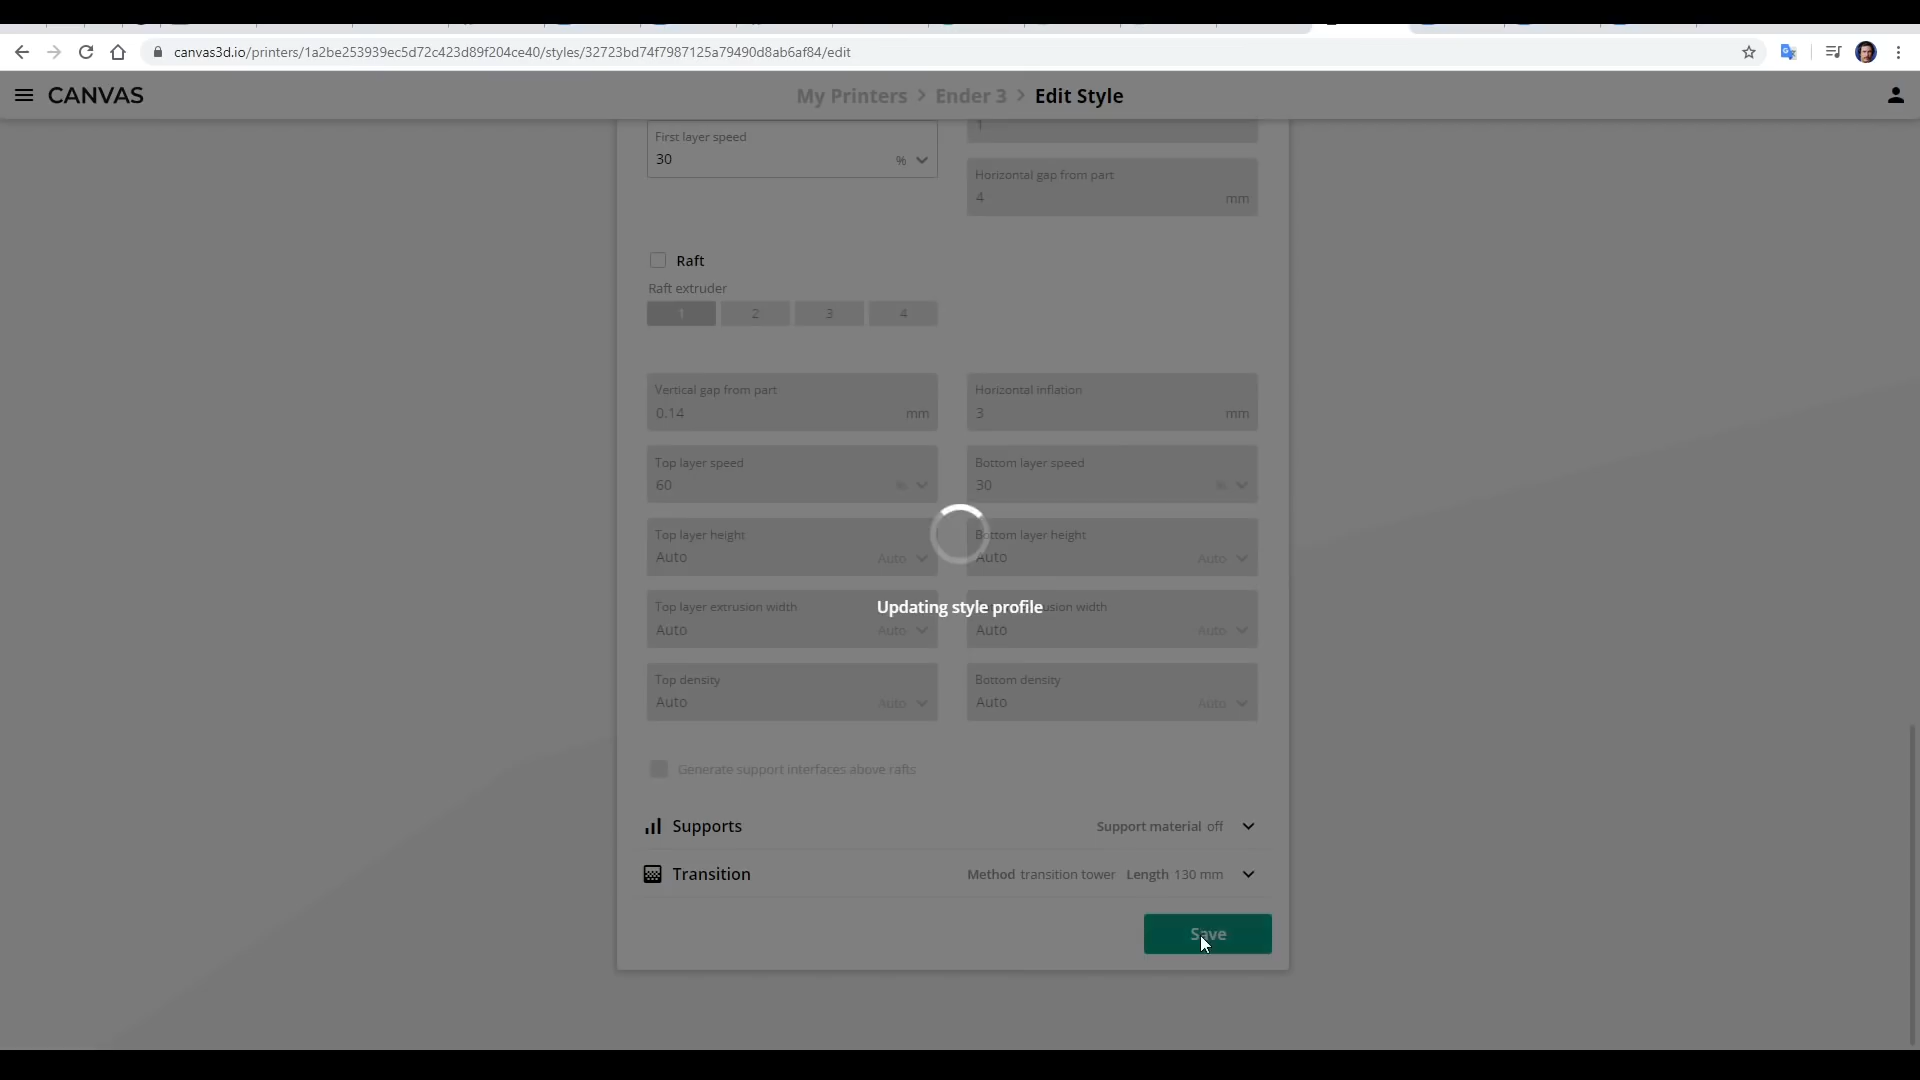 canvas3d.io/printers/1a2be253939ec5d72c423d89f204ce40/styles/32723bd74f7987125a79490d8ab6af84/edit
CANVAS
My Printers > Ender 3 > Edit Style
First layer speed
30 %
1
Horizontal gap from part
4 mm
Raft
Raft extruder
1 2 3 4
Vertical gap from part
0.14 mm
Horizontal inflation
3 mm
Top layer speed
60 %
Bottom layer speed
30 %
Top layer height
Auto Auto
Bottom layer height
Auto Auto
Updating style profile
Top layer extrusion width
Auto Auto
usion width
Auto Auto
Top density
Auto Auto
Bottom density
Auto Auto
Generate support interfaces above rafts
Supports Support material off
Transition Method transition tower Length 130 mm
Save